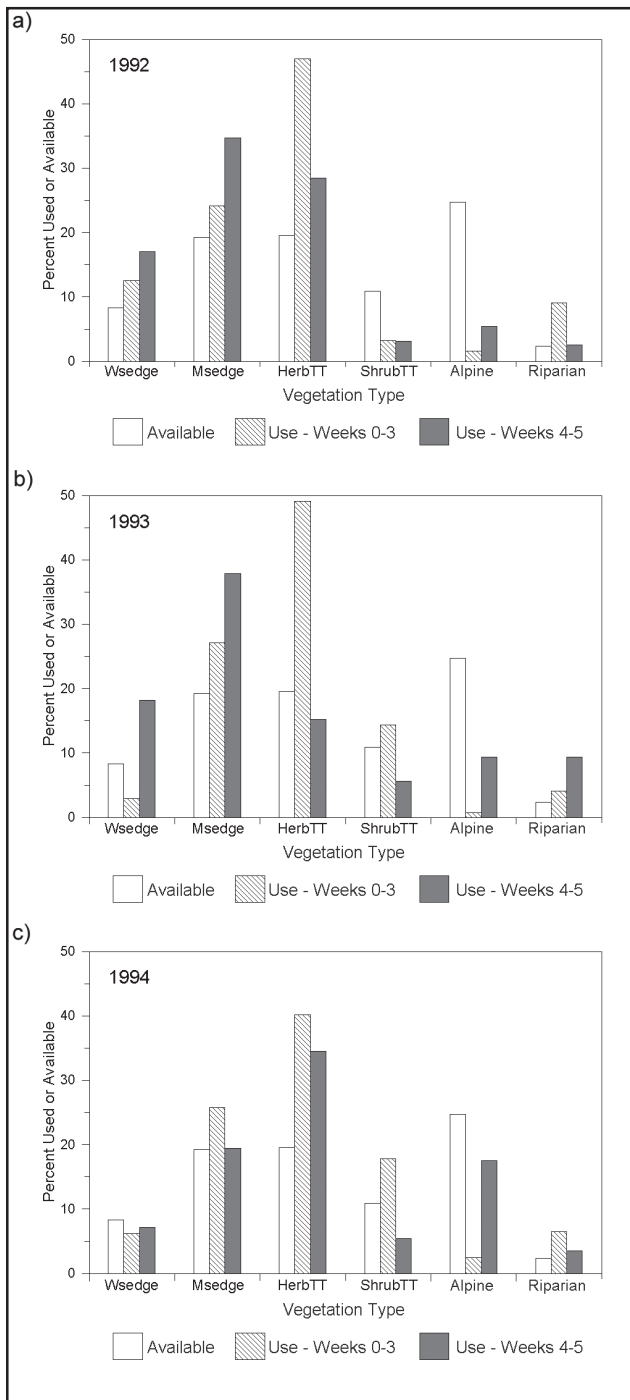 a)
1992
Percent Used or Available
50
40
30
20
10
0
Wsedge Msedge HerbTT ShrubTT Alpine Riparian
Vegetation Type
Available Use - Weeks 0-3 Use - Weeks 4-5
b)
1993
Percent Used or Available
50
40
30
20
10
0
Wsedge Msedge HerbTT ShrubTT Alpine Riparian
Vegetation Type
Available Use - Weeks 0-3 Use - Weeks 4-5
c)
1994
Percent Used or Available
50
40
30
20
10
0
Wsedge Msedge HerbTT ShrubTT Alpine Riparian
Vegetation Type
Available Use - Weeks 0-3 Use - Weeks 4-5